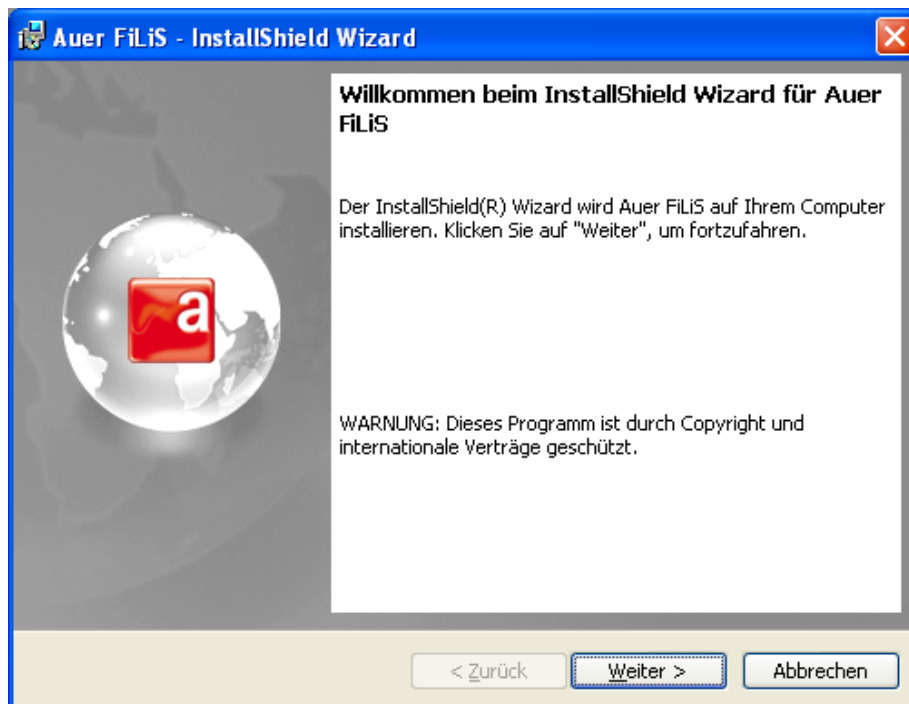 Auer FiLiS - InstallShield Wizard
Willkommen beim InstallShield Wizard für Auer
FiLiS
Der InstallShield(R) Wizard wird Auer FiLiS auf Ihrem Computer
installieren. Klicken Sie auf "Weiter", um fortzufahren.
a
WARNUNG: Dieses Programm ist durch Copyright und
internationale Verträge geschützt.
< Zurück
Weiter >
Abbrechen